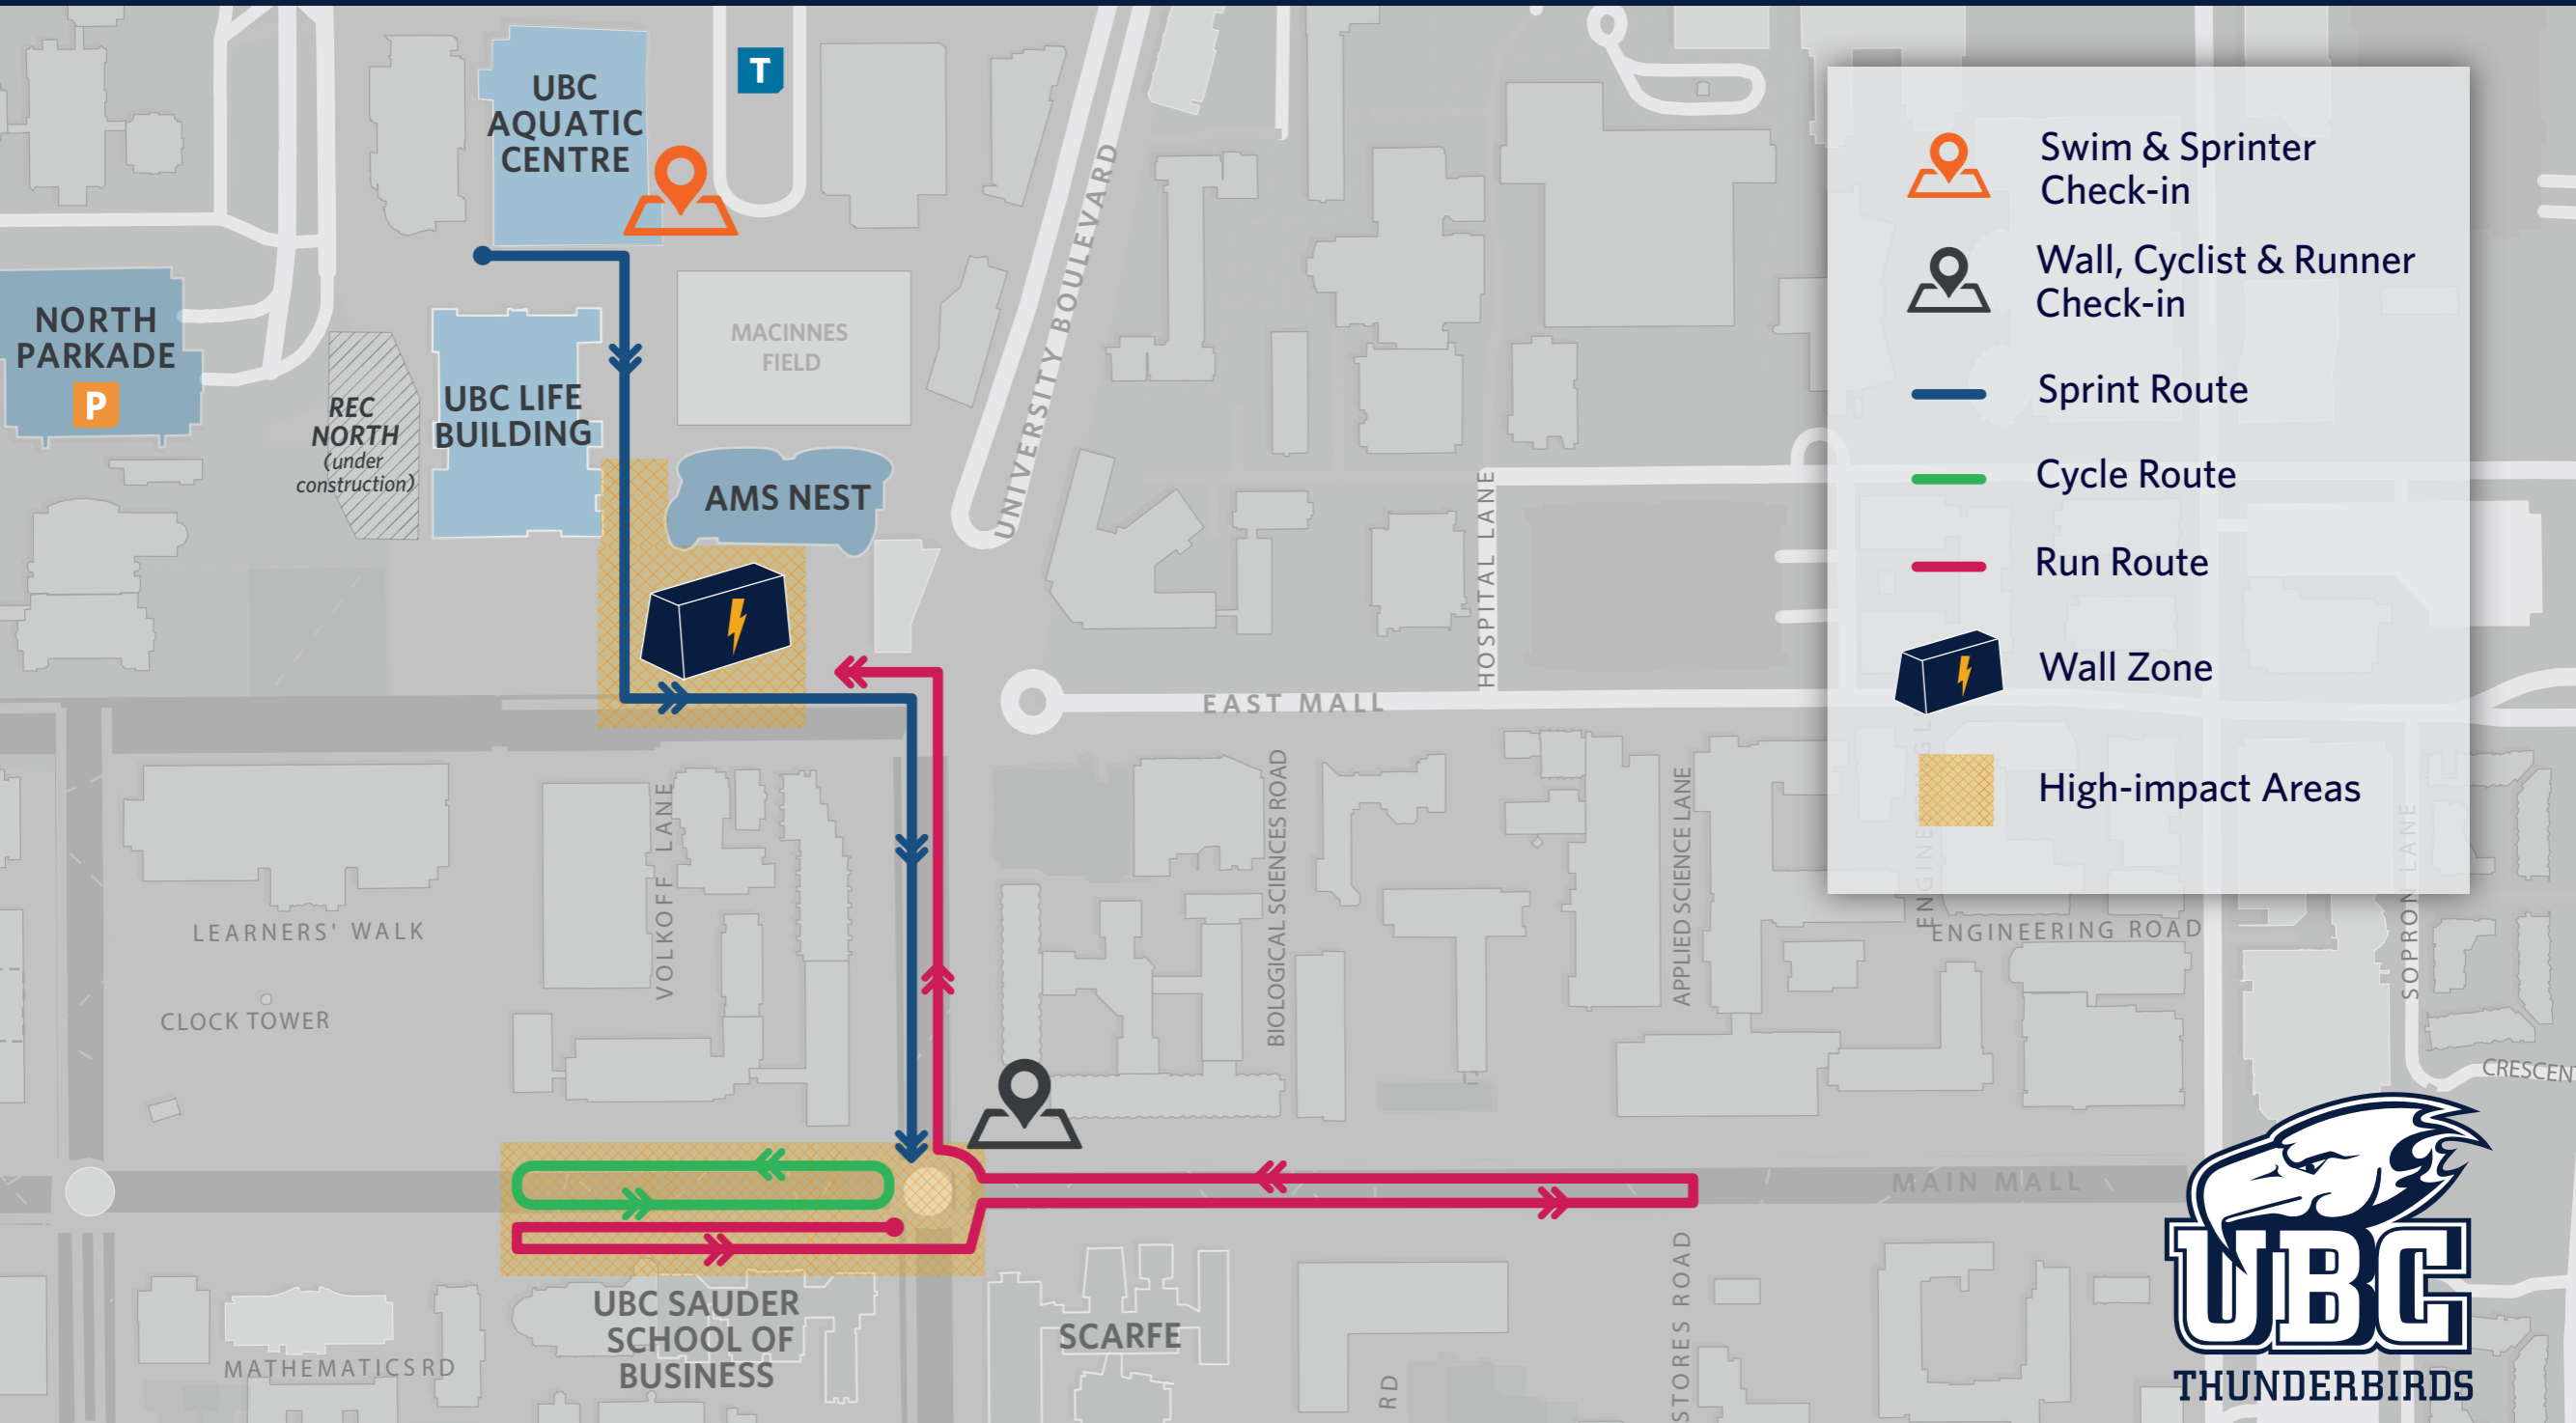 UBC
AQUATIC
CENTRE
T
NORTH
PARKADE
P
REC
NORTH
(under
construction)
UBC LIFE
BUILDING
MACINNES
FIELD
AMS NEST
UNIVERSITY BOULEVARD
HOSPITAL LANE
EAST MALL
LEARNERS' WALK
CLOCK TOWER
VOLKOFF LANE
BIOLOGICAL SCIENCES ROAD
APPLIED SCIENCE LANE
ENGINEERING ROAD
SOPRON LANE
CRESCEN
MAIN MALL
STORES ROAD
RD
MATHEMATICS RD
UBC SAUDER
SCHOOL OF
BUSINESS
SCARFE
Swim & Sprinter
Check-in
Wall, Cyclist & Runner
Check-in
Sprint Route
Cycle Route
Run Route
Wall Zone
High-impact Areas
UBC
THUNDERBIRDS